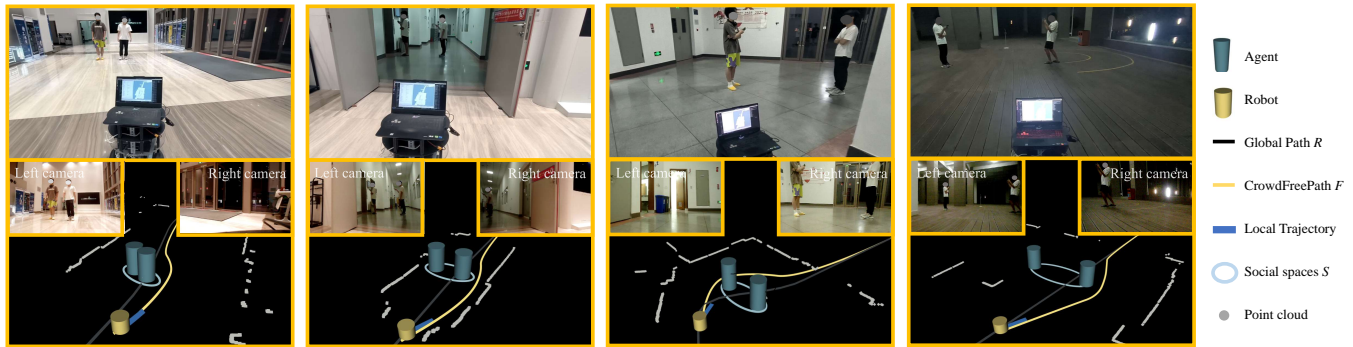 Left camera
Right camera
Left camera
Right camera
Left camera
Right camera
Left camera
Right camera
Agent
Robot
Global Path R
CrowdFreePath F
Local Trajectory
Social spaces S
Point cloud